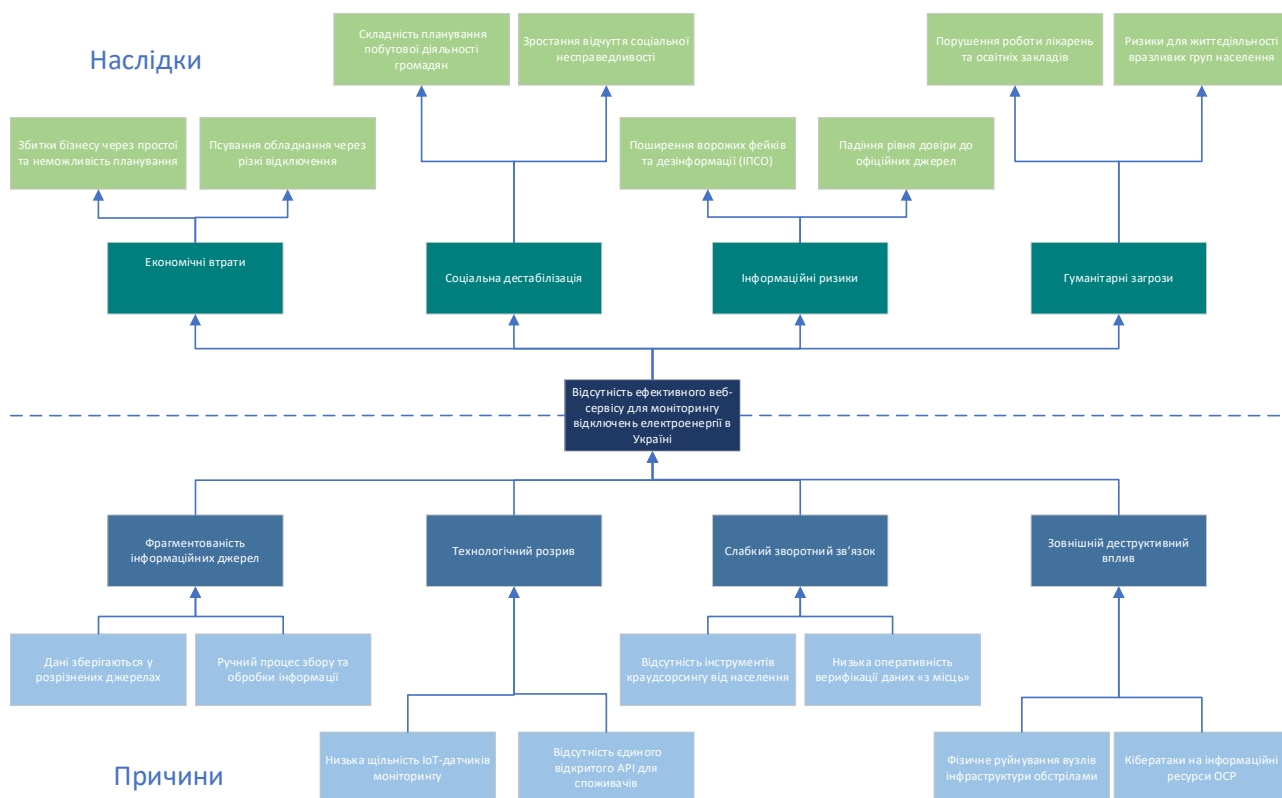 Наслідки
Складність планування
побутової діяльності
громадян
Зростання відчуття соціальної
несправедливості
Порушення роботи лікарень
та освітніх закладів
Ризики для життєдіяльності
вразливих груп населення
Збитки бізнесу через простої
та неможливість планування
Псування обладнання через
різкі відключення
Поширення ворожих фейків
та дезінформації (ІПСО)
Падіння рівня довіри до
офіційних джерел
Економічні втрати
Соціальна дестабілізація
Інформаційні ризики
Гуманітарні загрози
Відсутність ефективного веб-
сервісу для моніторингу
відключень електроенергії в
Україні
Фрагментованість
інформаційних джерел
Технологічний розрив
Слабкий зворотний зв’язок
Зовнішній деструктивний
вплив
Дані зберігаються у
розрізнених джерелах
Ручний процес збору та
обробки інформації
Відсутність інструментів
краудсорсингу від населення
Низька оперативність
верифікації даних «з місць»
Низька щільність IoT-датчиків
моніторингу
Відсутність єдиного
відкритого API для
споживачів
Фізичне руйнування вузлів
інфраструктури обстрілами
Кібератаки на інформаційні
ресурси ОСР
Причини